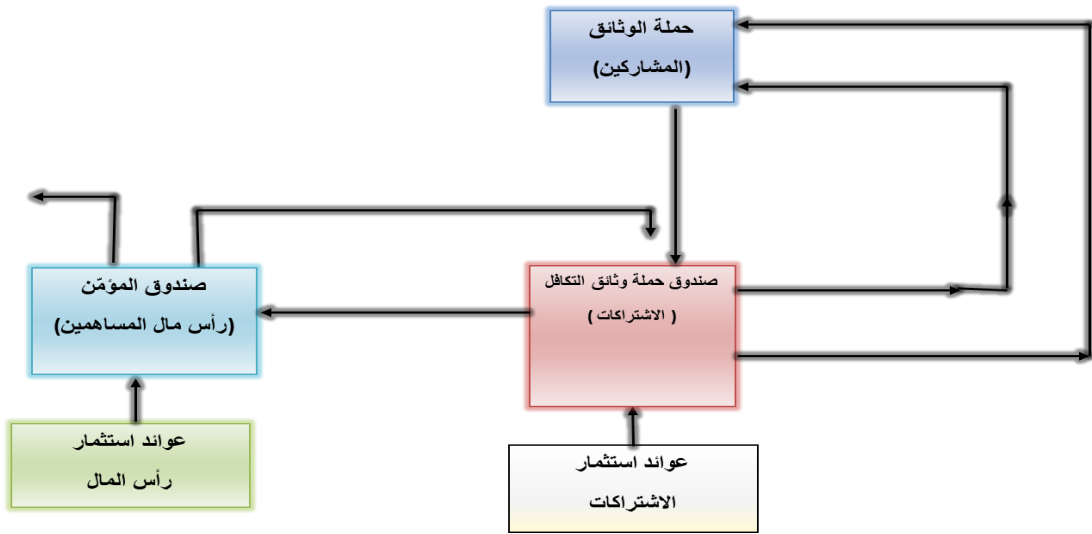 حملة الوثائق
(المشاركين)
صندوق المؤمّن
(رأس مال المساهمين)
صندوق حملة وثائق التكافل
( الاشتراكات )
عوائد استثمار
رأس المال
عوائد استثمار
الاشتراكات